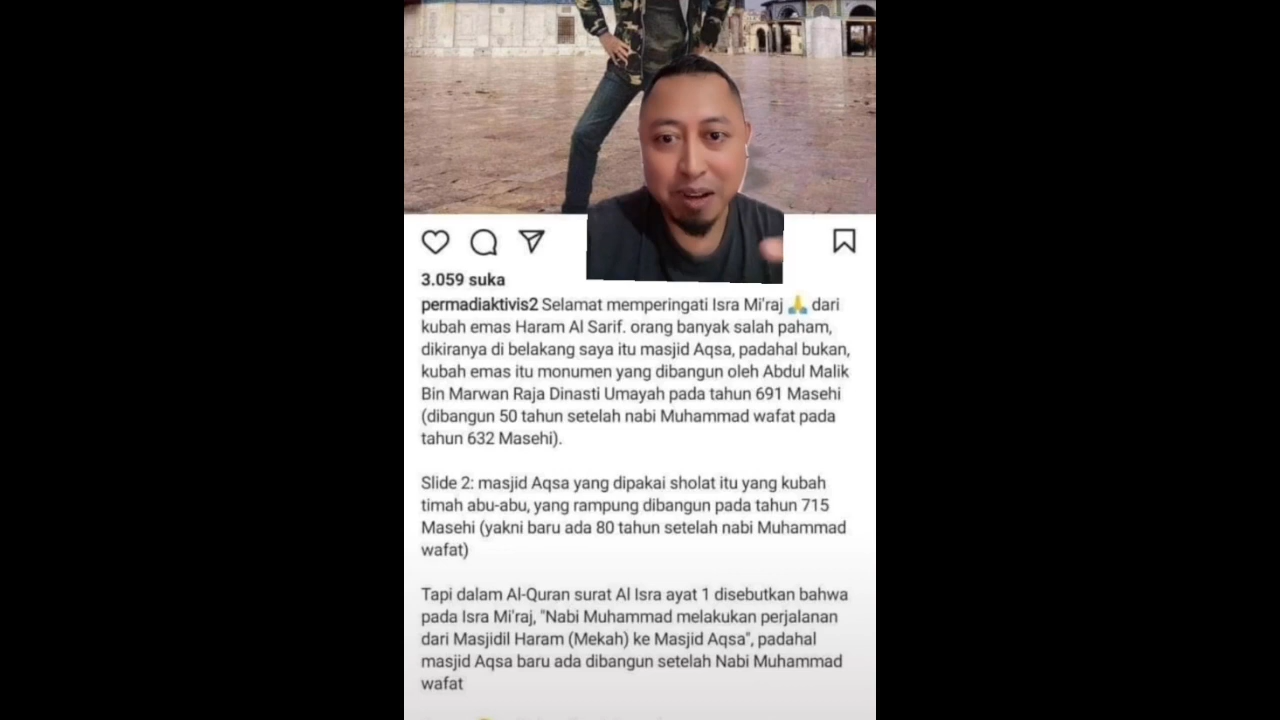 3.059 suka
permadiaktivis2 Selamat memperingati Isra Mi'raj 🙏 dari
kubah emas Haram Al Sarif. orang banyak salah paham,
dikiranya di belakang saya itu masjid Aqsa, padahal bukan,
kubah emas itu monumen yang dibangun oleh Abdul Malik
Bin Marwan Raja Dinasti Umayah pada tahun 691 Masehi
(dibangun 50 tahun setelah nabi Muhammad wafat pada
tahun 632 Masehi).
Slide 2: masjid Aqsa yang dipakai sholat itu yang kubah
timah abu-abu, yang rampung dibangun pada tahun 715
Masehi (yakni baru ada 80 tahun setelah nabi Muhammad
wafat)
Tapi dalam Al-Quran surat Al Isra ayat 1 disebutkan bahwa
pada Isra Mi'raj, "Nabi Muhammad melakukan perjalanan
dari Masjidil Haram (Mekah) ke Masjid Aqsa", padahal
masjid Aqsa baru ada dibangun setelah Nabi Muhammad
wafat